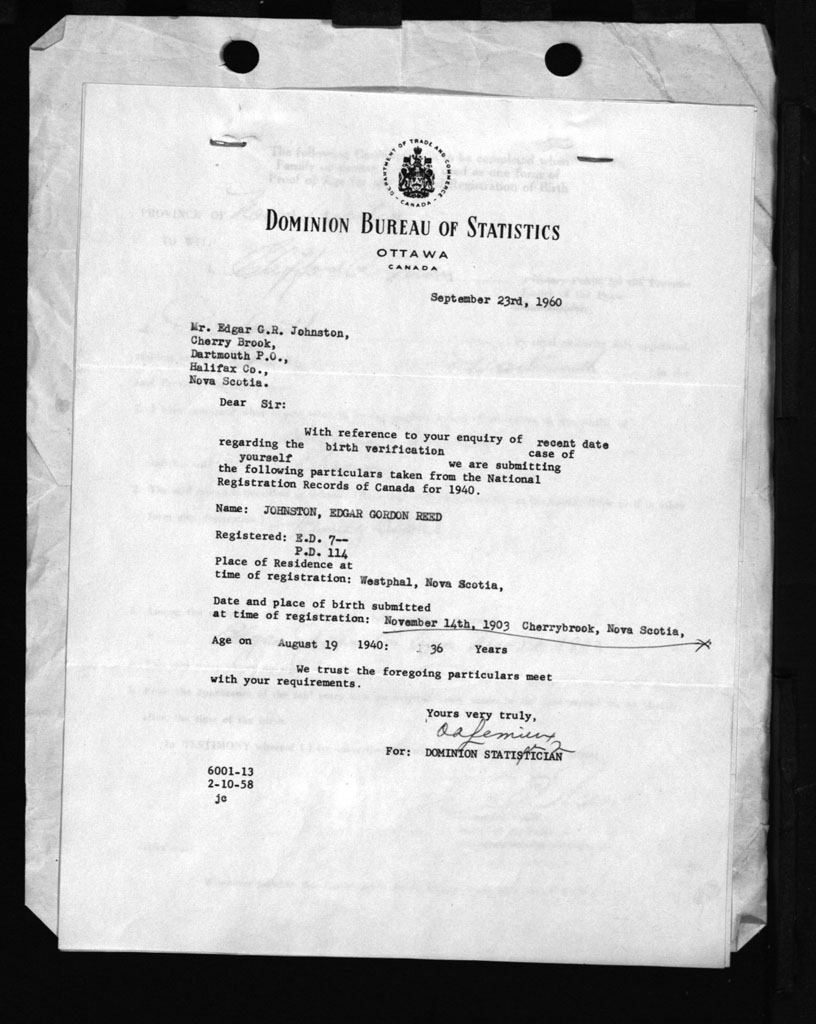 DEPARTMENT OF TRADE AND COMMERCE
- CANADA -
DOMINION BUREAU OF STATISTICS
OTTAWA
CANADA
September 23rd, 1960
Mr. Edgar G.R. Johnston,
Cherry Brook,
Dartmouth P.O.,
Halifax Co.,
Nova Scotia.
Dear Sir:
With reference to your enquiry of recent date
regarding the birth verification case of
yourself we are submitting
the following particulars taken from the National
Registration Records of Canada for 1940.
Name: JOHNSTON, EDGAR GORDON REED
Registered: E.D. 7--
P.D. 114
Place of Residence at
time of registration: Westphal, Nova Scotia,
Date and place of birth submitted
at time of registration: November 14th, 1903 Cherrybrook, Nova Scotia,
Age on August 19 1940: 36 Years
We trust the foregoing particulars meet
with your requirements.
Yours very truly,
For: DOMINION STATISTICIAN
6001-13
2-10-58
jc